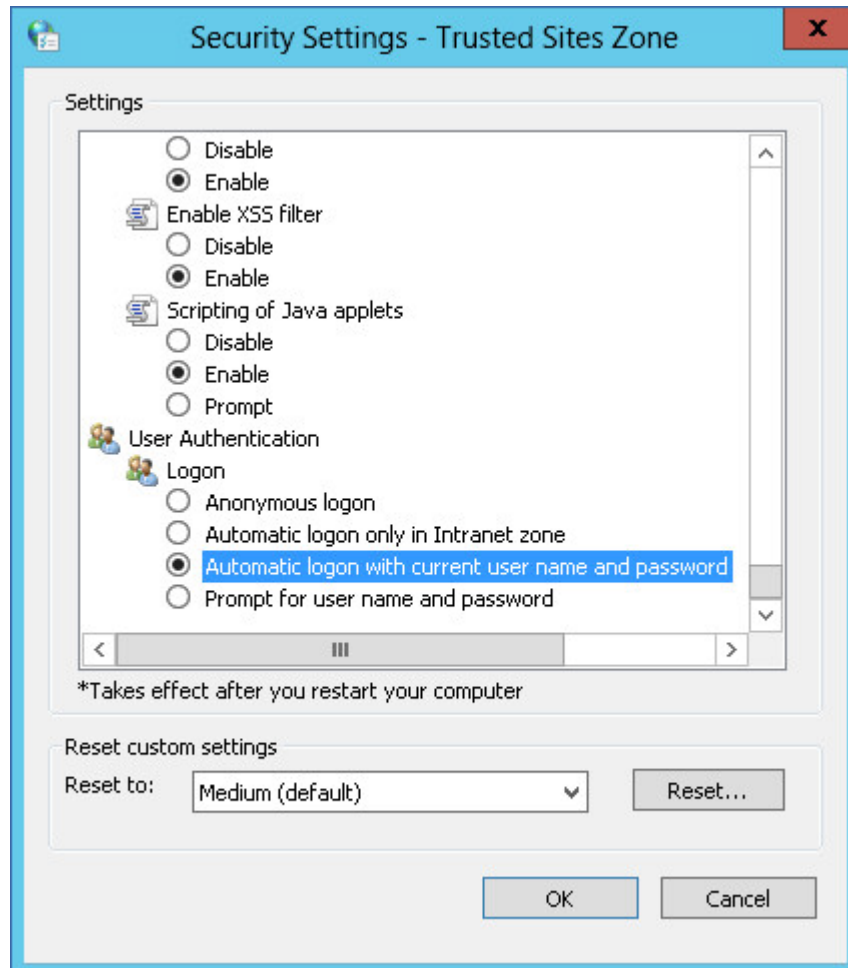 Security Settings - Trusted Sites Zone
x
Settings
Disable
Enable
Enable XSS filter
Disable
Enable
Scripting of Java applets
Disable
Enable
Prompt
User Authentication
Logon
Anonymous logon
Automatic logon only in Intranet zone
Automatic logon with current user name and password
Prompt for user name and password
*Takes effect after you restart your computer
Reset custom settings
Reset to: Medium (default) Reset...
OK Cancel